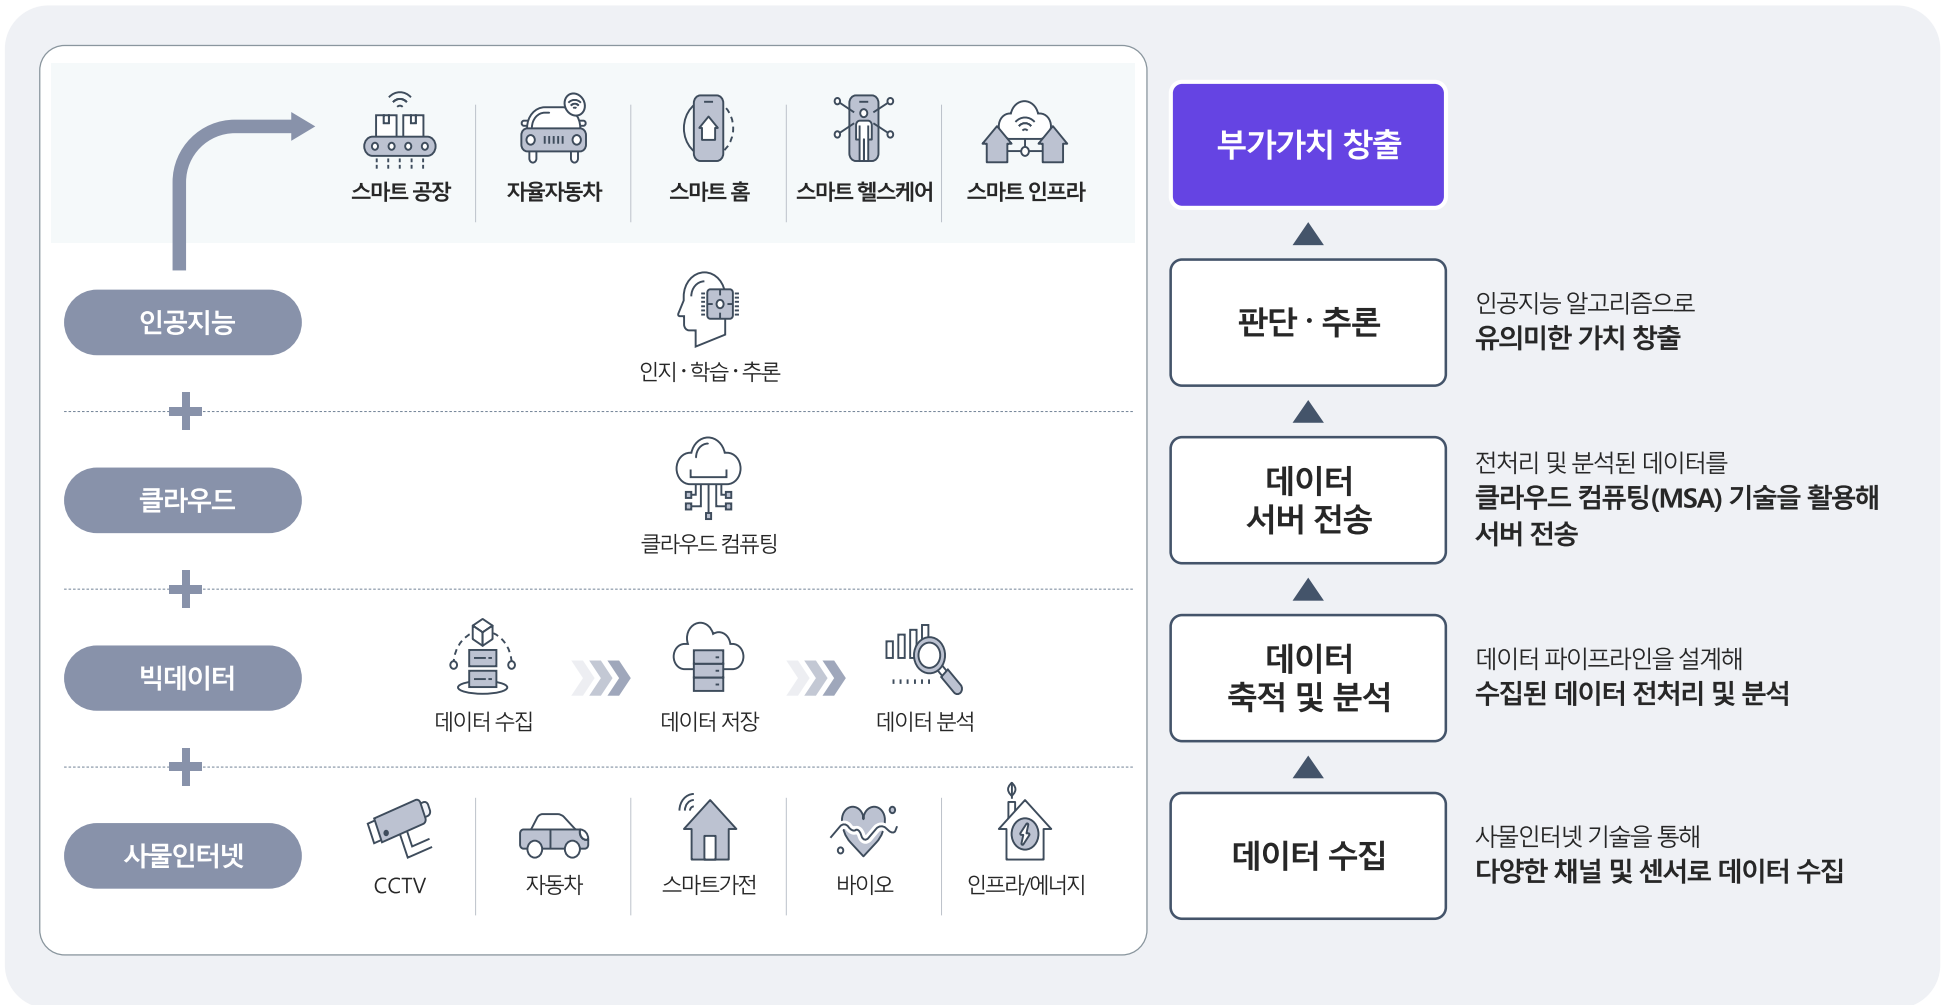 스마트 공장
자율자동차
스마트 홈
스마트 헬스케어
스마트 인프라
부가가치 창출
인공지능
인지·학습·추론
판단·추론
인공지능 알고리즘으로
유의미한 가치 창출
클라우드
클라우드 컴퓨팅
데이터
서버 전송
전처리 및 분석된 데이터를
클라우드 컴퓨팅(MSA) 기술을 활용해
서버 전송
빅데이터
데이터 수집
데이터 저장
데이터 분석
데이터
축적 및 분석
데이터 파이프라인을 설계해
수집된 데이터 전처리 및 분석
사물인터넷
CCTV
자동차
스마트가전
바이오
인프라/에너지
데이터 수집
사물인터넷 기술을 통해
다양한 채널 및 센서로 데이터 수집